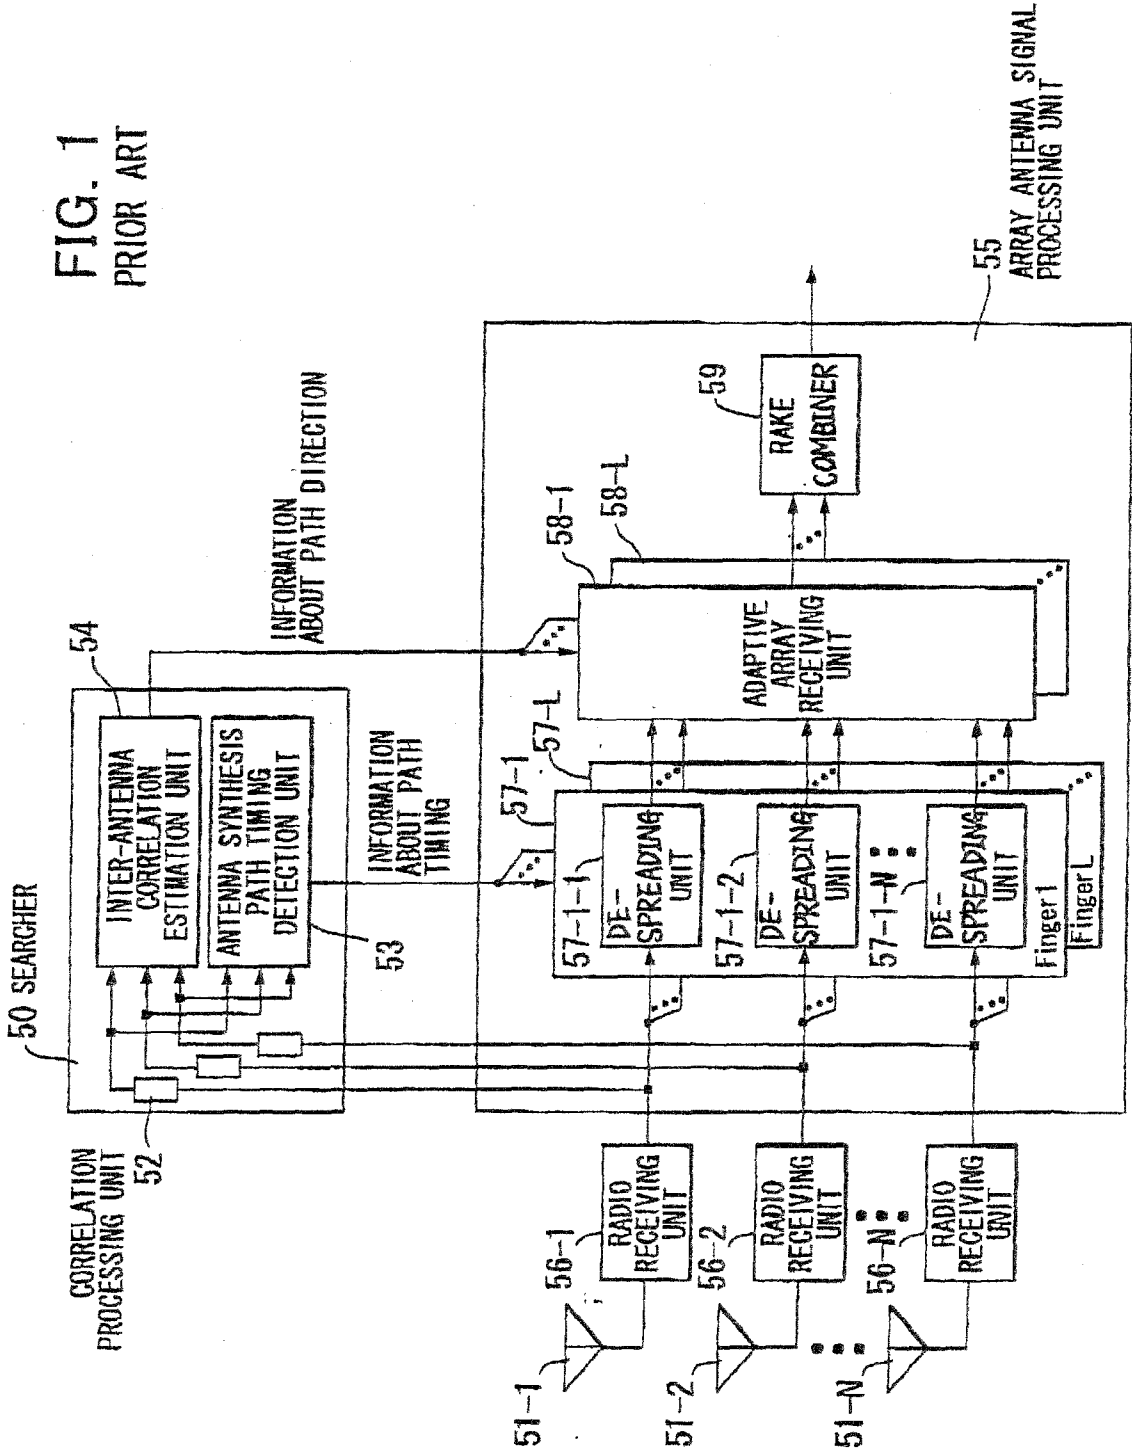 FIG. 1
PRIOR ART
50 SEARCHER
54
INTER-ANTENNA
CORRELATION
ESTIMATION UNIT
ANTENNA SYNTHESIS
PATH TIMING
DETECTION UNIT
53
CORRELATION
PROCESSING UNIT
52
INFORMATION
ABOUT PATH DIRECTION
INFORMATION
ABOUT PATH
TIMING
51-1
56-1
RADIO
RECEIVING
UNIT
51-2
56-2
RADIO
RECEIVING
UNIT
51-N
56-N
RADIO
RECEIVING
UNIT
57-1
57-L
57-1-1
DE-
SPREADING
UNIT
57-1-2
DE-
SPREADING
UNIT
57-1-N
DE-
SPREADING
UNIT
Finger1
FingerL
58-1
58-L
ADAPTIVE
ARRAY
RECEIVING
UNIT
59
RAKE
COMBINER
55
ARRAY ANTENNA SIGNAL
PROCESSING UNIT